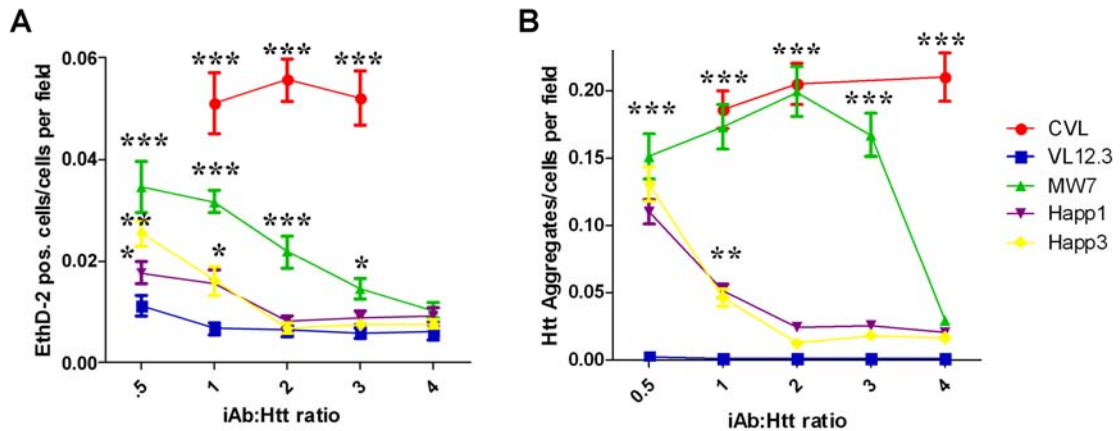 A
EthD-2 pos. cells/cells per field
0.06
0.04
0.02
0.00
*** *** ***
***
***
**
*
*
***
*
.5 1 2 3 4
iAb:Htt ratio
B
Htt Aggregates/cells per field
0.20
0.15
0.10
0.05
0.00
***
***
***
***
***
**
0.5 1 2 3 4
iAb:Htt ratio
CVL
VL12.3
MW7
Happ1
Happ3